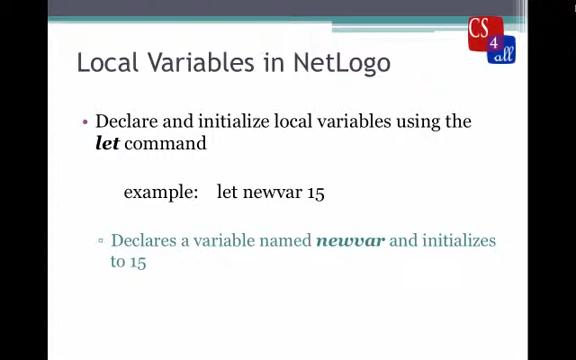 CS
4
all
Local Variables in NetLogo
• Declare and initialize local variables using the
let command
example: let newvar 15
▫ Declares a variable named newvar and initializes
to 15